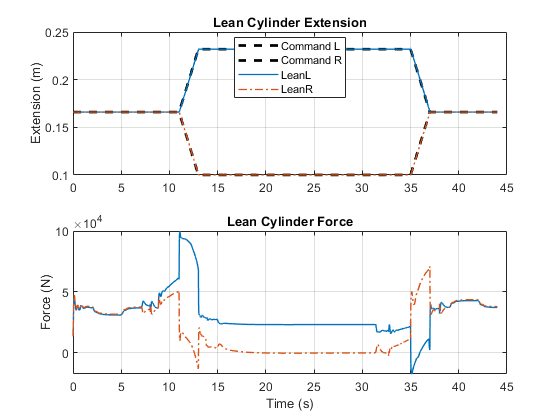 Lean Cylinder Extension
0.25
0.2
0.15
0.1
Extension (m)
Command L
Command R
LeanL
LeanR
0 5 10 15 20 25 30 35 40 45
Lean Cylinder Force
×10⁴
10
5
0
Force (N)
0 5 10 15 20 25 30 35 40 45
Time (s)